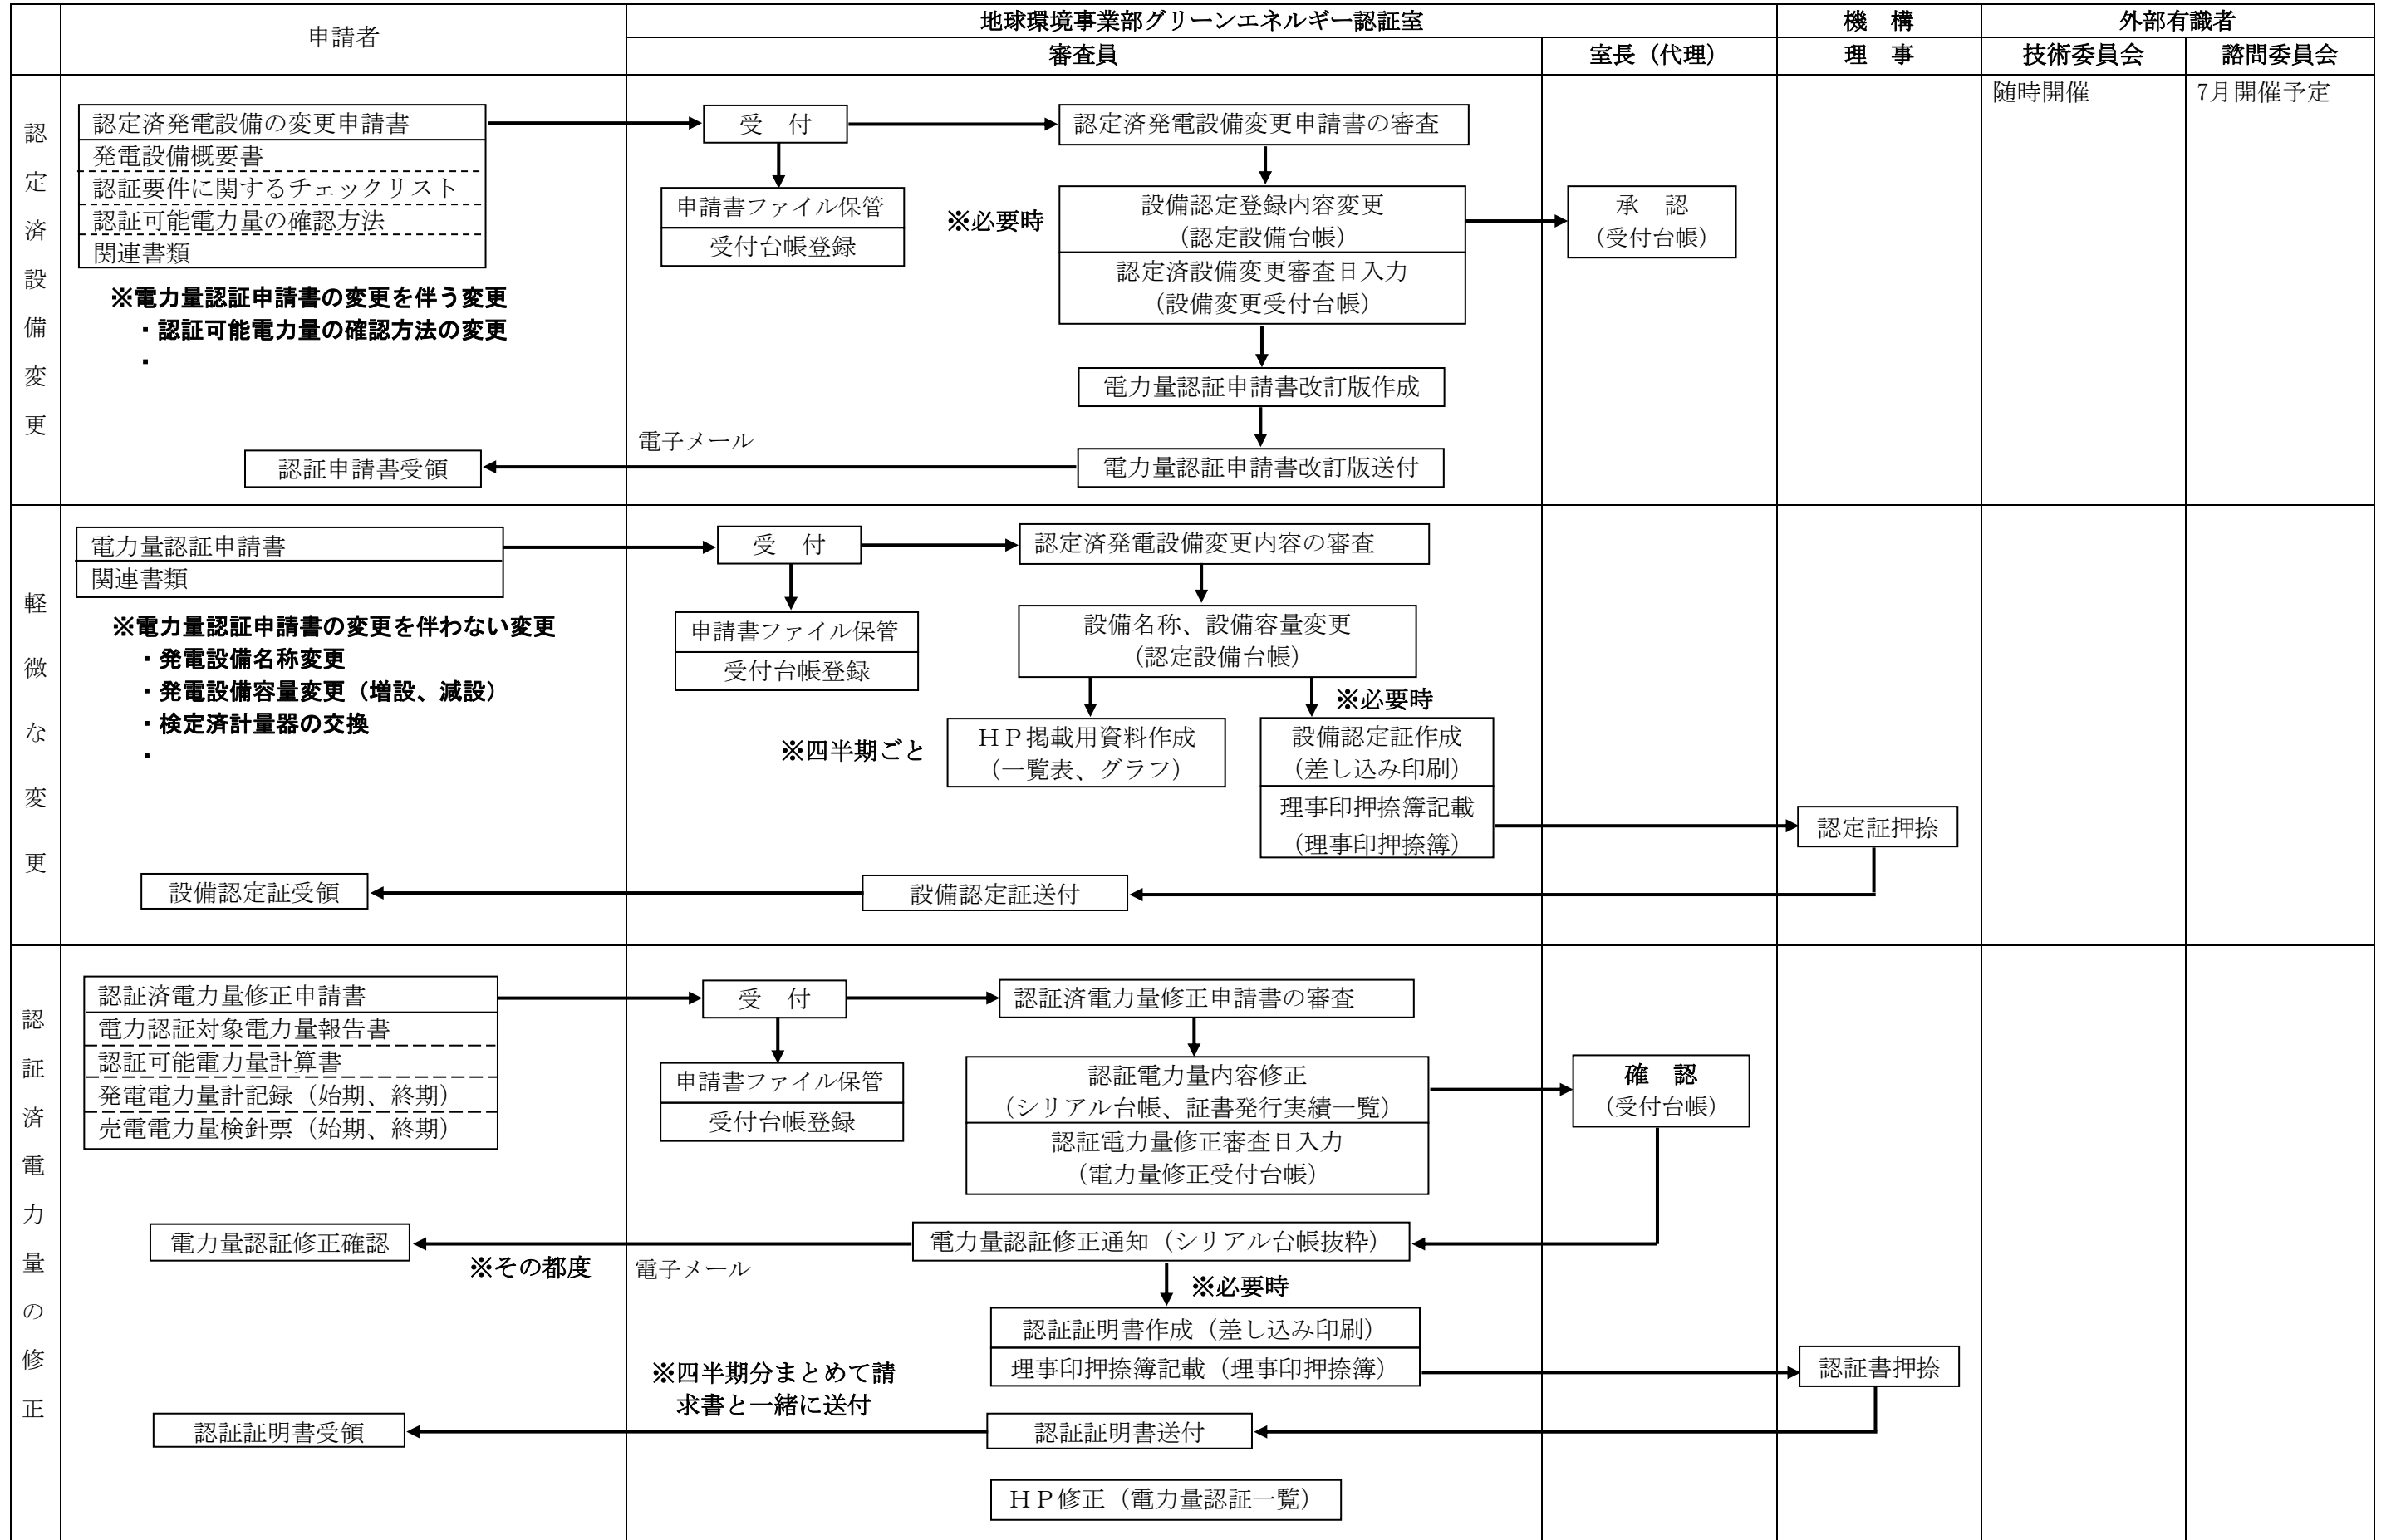 申請者
地球環境事業部グリーンエネルギー認証室
機　構
外部有識者
審査員
室長（代理）
理　事
技術委員会
諮問委員会
認定済設備変更
随時開催
7月開催予定
認定済発電設備の変更申請書
発電設備概要書
認証要件に関するチェックリスト
認証可能電力量の確認方法
関連書類
※電力量認証申請書の変更を伴う変更
・認証可能電力量の確認方法の変更
・
受　付
申請書ファイル保管
受付台帳登録
認定済発電設備変更申請書の審査
※必要時
設備認定登録内容変更
（認定設備台帳）
認定済設備変更審査日入力
（設備変更受付台帳）
承　認
（受付台帳）
電力量認証申請書改訂版作成
電子メール
電力量認証申請書改訂版送付
認証申請書受領
軽微な変更
電力量認証申請書
関連書類
※電力量認証申請書の変更を伴わない変更
・発電設備名称変更
・発電設備容量変更（増設、減設）
・検定済計量器の交換
・
受　付
申請書ファイル保管
受付台帳登録
認定済発電設備変更内容の審査
設備名称、設備容量変更
（認定設備台帳）
※必要時
※四半期ごと
ＨＰ掲載用資料作成
（一覧表、グラフ）
設備認定証作成
（差し込み印刷）
理事印押捺簿記載
（理事印押捺簿）
認定証押捺
設備認定証送付
設備認定証受領
認証済電力量の修正
認証済電力量修正申請書
電力認証対象電力量報告書
認証可能電力量計算書
発電電力量計記録（始期、終期）
売電電力量検針票（始期、終期）
受　付
申請書ファイル保管
受付台帳登録
認証済電力量修正申請書の審査
認証電力量内容修正
（シリアル台帳、証書発行実績一覧）
認証電力量修正審査日入力
（電力量修正受付台帳）
確　認
（受付台帳）
電力量認証修正通知（シリアル台帳抜粋）
電力量認証修正確認
※その都度
電子メール
※必要時
認証証明書作成（差し込み印刷）
理事印押捺簿記載（理事印押捺簿）
認証書押捺
※四半期分まとめて請
求書と一緒に送付
認証証明書送付
認証証明書受領
ＨＰ修正（電力量認証一覧）